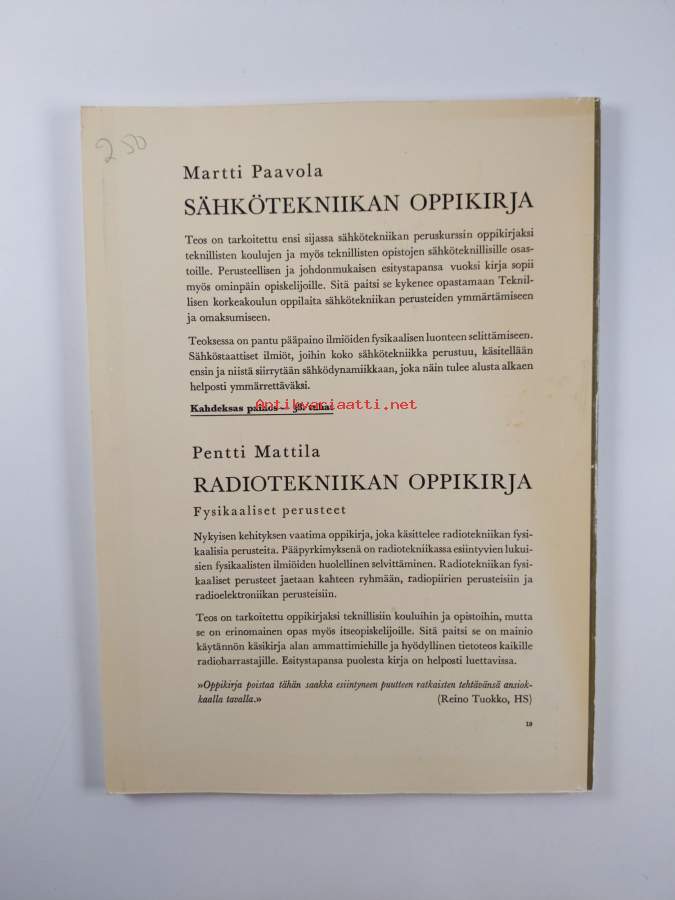 2 50
Martti Paavola
SÄHKÖTEKNIIKAN OPPIKIRJA
Teos on tarkoitettu ensi sijassa sähkötekniikan peruskurssin oppikirjaksi
teknillisten koulujen ja myös teknillisten opistojen sähköteknillisille osas-
toille. Perusteellisen ja johdonmukaisen esitystapansa vuoksi kirja sopii
myös ominpäin opiskelijoille. Sitä paitsi se kykenee opastamaan Teknil-
lisen korkeakoulun oppilaita sähkötekniikan perusteiden ymmärtämiseen
ja omaksumiseen.
Teoksessa on pantu pääpaino ilmiöiden fysikaalisen luonteen selittämiseen.
Sähköstaattiset ilmiöt, joihin koko sähkötekniikka perustuu, käsitellään
ensin ja niistä siirrytään sähködynamiikkaan, joka näin tulee alusta alkaen
helposti ymmärrettäväksi.
Kahdeksas painos — 38. tuhat
Antikvariaatti.net
Pentti Mattila
RADIOTEKNIIKAN OPPIKIRJA
Fysikaaliset perusteet
Nykyisen kehityksen vaatima oppikirja, joka käsittelee radiotekniikan fysi-
kaalisia perusteita. Pääpyrkimyksenä on radiotekniikassa esiintyvien lukui-
sien fysikaalisten ilmiöiden huolellinen selvittäminen. Radiotekniikan fysi-
kaaliset perusteet jaetaan kahteen ryhmään, radiopiirien perusteisiin ja
radioelektroniikan perusteisiin.
Teos on tarkoitettu oppikirjaksi teknillisiin kouluihin ja opistoihin, mutta
se on erinomainen opas myös itseopiskelijoille. Sitä paitsi se on mainio
käytännön käsikirja alan ammattimiehille ja hyödyllinen tietoteos kaikille
radioharrastajille. Esitystapansa puolesta kirja on helposti luettavissa.
»Oppikirja poistaa tähän saakka esiintyneen puutteen ratkaisten tehtävänsä ansiok-
kaalla tavalla.» (Reino Tuokko, HS)
19